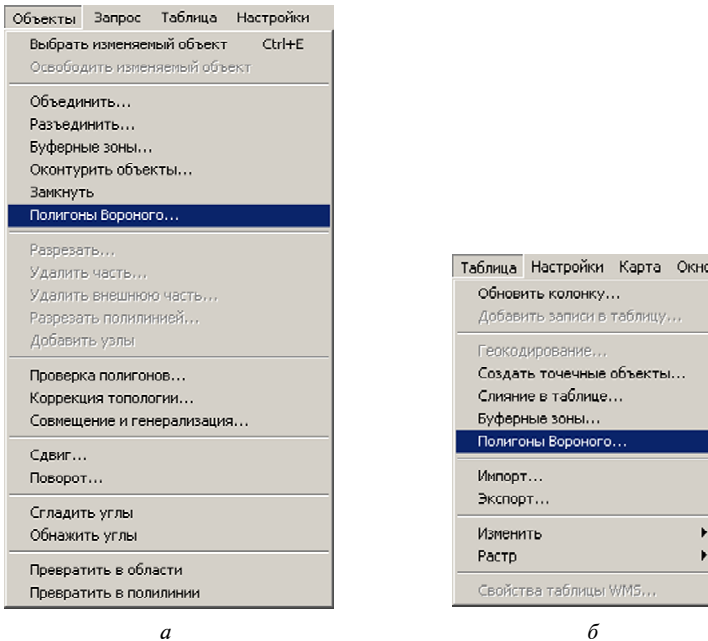 Объекты Запрос Таблица Настройки
Выбрать изменяемый объект Ctrl+E
Освободить изменяемый объект
Объединить...
Разъединить...
Буферные зоны...
Оконтурить объекты...
Замкнуть
Полигоны Вороного...
Разрезать...
Удалить часть...
Удалить внешнюю часть...
Разрезать полилинией...
Добавить узлы
Проверка полигонов...
Коррекция топологии...
Совмещение и генерализация...
Сдвиг...
Поворот...
Сгладить углы
Обнажить углы
Превратить в области
Превратить в полилинии
а
Таблица Настройки Карта Окно
Обновить колонку...
Добавить записи в таблицу...
Геокодирование...
Создать точечные объекты...
Слияние в таблице...
Буферные зоны...
Полигоны Вороного...
Импорт...
Экспорт...
Изменить
Растр
Свойства таблицы WMS...
б